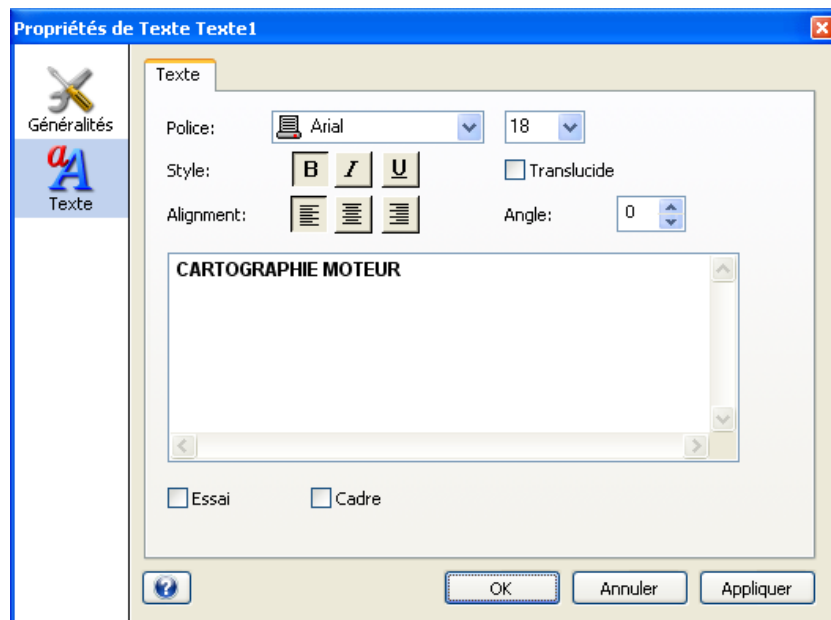 Propriétés de Texte Texte1
Généralités
Texte
Texte
Police: Arial 18
Style: B I U Translucide
Alignment: Angle: 0
CARTOGRAPHIE MOTEUR
Essai Cadre
OK Annuler Appliquer